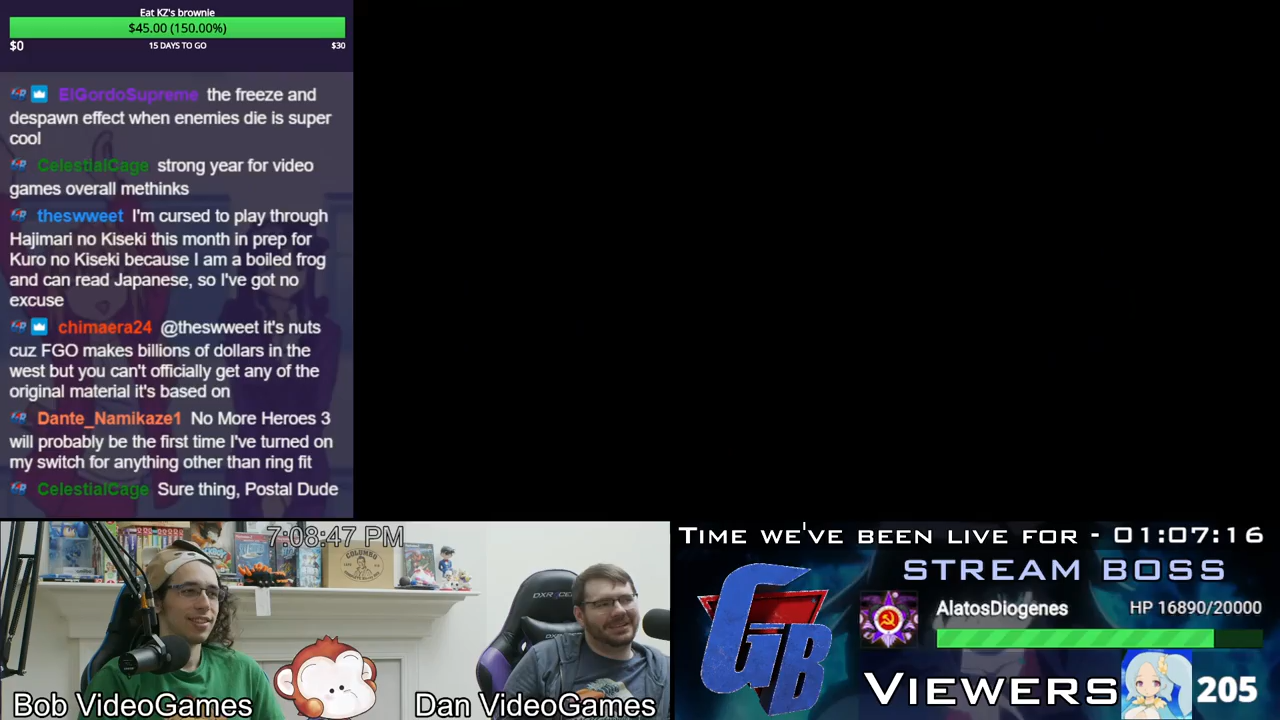 Eat KZ's brownie
$45.00 (150.00%)
$0 15 DAYS TO GO $30
ElGordoSupreme the freeze and
despawn effect when enemies die is super
cool
CelestialCage strong year for video
games overall methinks
theswweet I'm cursed to play through
Hajimari no Kiseki this month in prep for
Kuro no Kiseki because I am a boiled frog
and can read Japanese, so I've got no
excuse
chimaera24 @theswweet it's nuts
cuz FGO makes billions of dollars in the
west but you can't officially get any of the
original material it's based on
Dante_Namikaze1 No More Heroes 3
will probably be the first time I've turned on
my switch for anything other than ring fit
CelestialCage Sure thing, Postal Dude
7:08:47 PM
COLUMBO
DXRACER
Bob VideoGames
Dan VideoGames
TIME WE'VE BEEN LIVE FOR - 01:07:16
STREAM BOSS
GB
AlatosDiogenes HP 16890/20000
VIEWERS 205